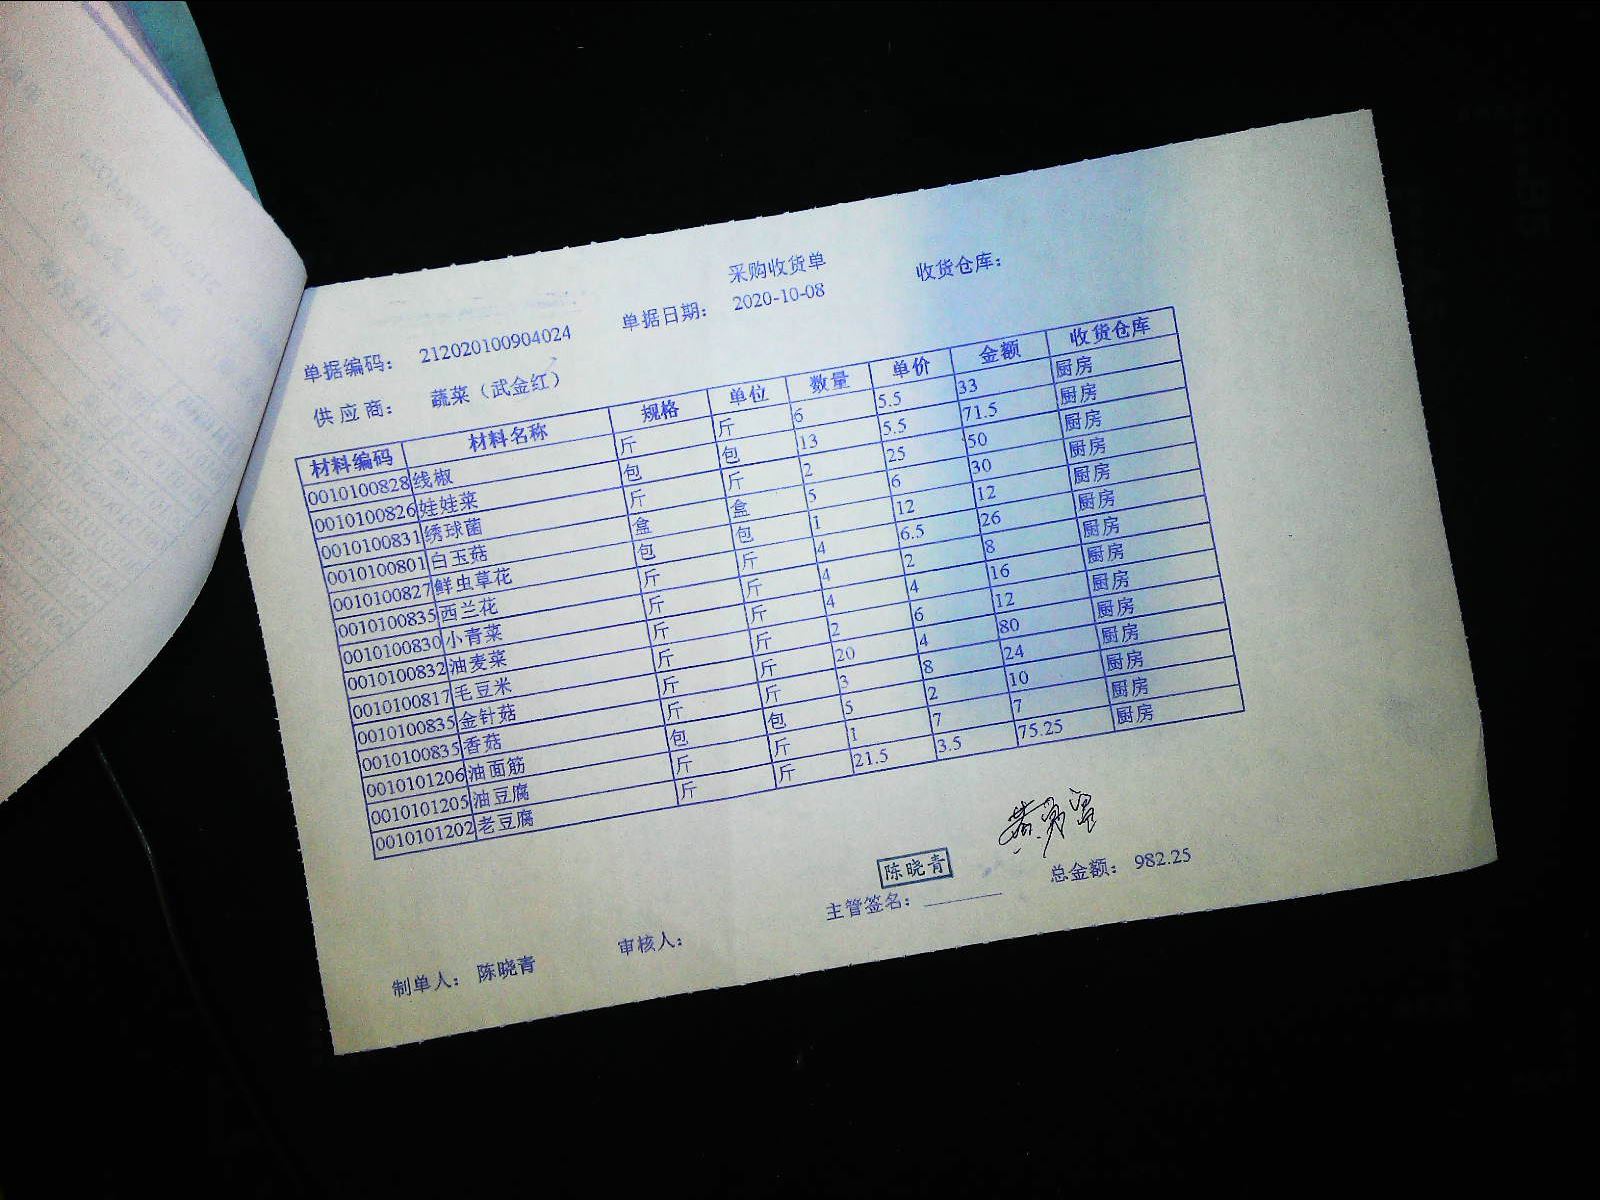 采购收货单
单据编码： 212020100904024 单据日期： 2020-10-08 收货仓库：
供应商： 蔬菜（武金红）
材料编码 材料名称 规格 单位 数量 单价 金额 收货仓库
0010100828 线椒 斤 斤 6 5.5 33 厨房
0010100826 娃娃菜 包 包 13 5.5 71.5 厨房
0010100831 绣球菌 斤 斤 2 25 50 厨房
0010100801 白玉菇 盒 盒 5 6 30 厨房
0010100827 鲜虫草花 包 包 1 12 12 厨房
0010100835 西兰花 斤 斤 4 6.5 26 厨房
0010100830 小青菜 斤 斤 4 2 8 厨房
0010100832 油麦菜 斤 斤 4 4 16 厨房
0010100817 毛豆米 斤 斤 2 6 12 厨房
0010100835 金针菇 斤 斤 20 4 80 厨房
0010100835 香菇 斤 斤 3 8 24 厨房
0010101206 油面筋 包 包 5 2 10 厨房
0010101205 油豆腐 斤 斤 1 7 7 厨房
0010101202 老豆腐 斤 斤 21.5 3.5 75.25 厨房
陈晓青
主管签名： 总金额： 982.25
制单人： 陈晓青 审核人：